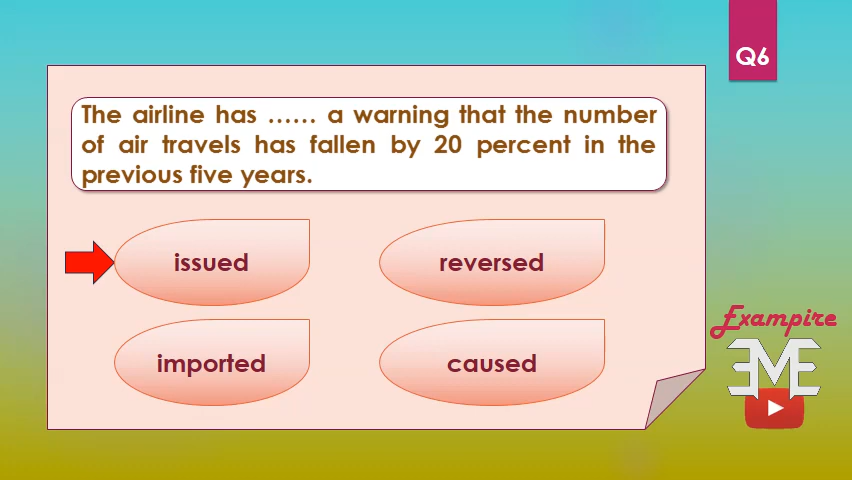 Q6
The airline has ...... a warning that the number
of air travels has fallen by 20 percent in the
previous five years.
issued
reversed
imported
caused
Exampire
EME